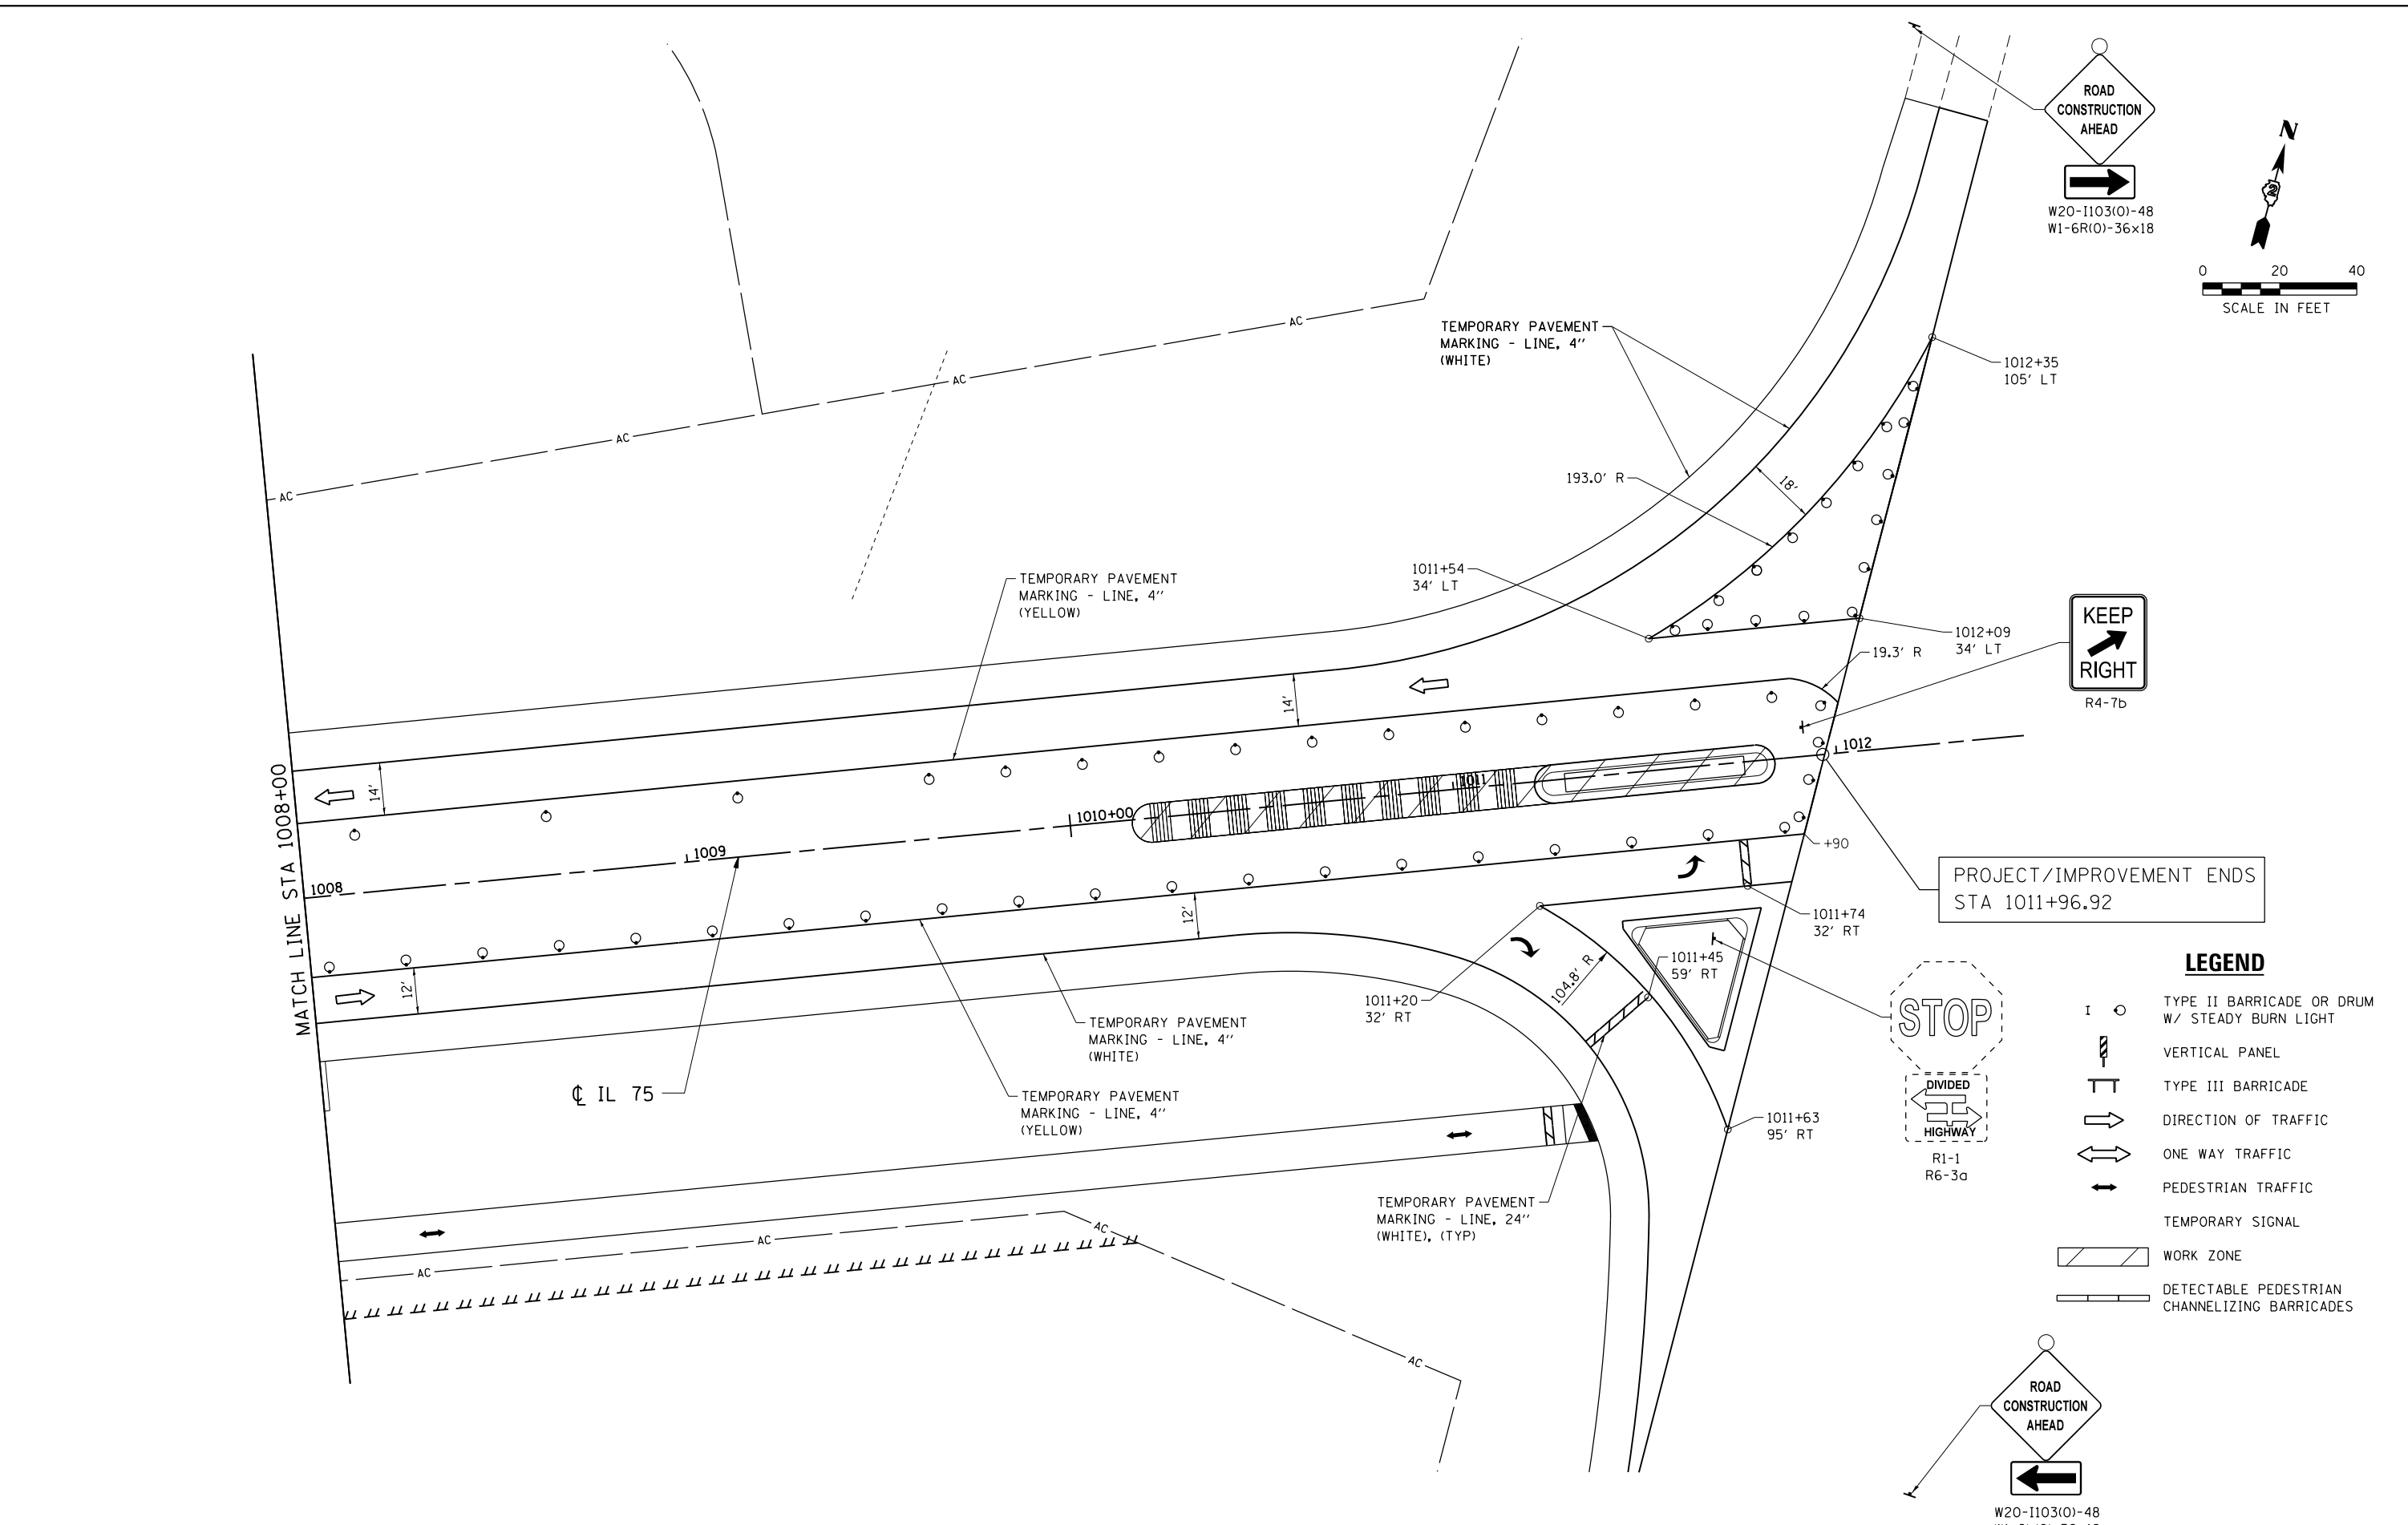 ROAD
CONSTRUCTION
AHEAD
W20-I103(O)-48
W1-6R(O)-36x18
N
2
0 20 40
SCALE IN FEET
TEMPORARY PAVEMENT
MARKING - LINE, 4''
(WHITE)
1012+35
105' LT
AC
AC
AC
AC
193.0' R
18'
1011+54
34' LT
TEMPORARY PAVEMENT
MARKING - LINE, 4''
(YELLOW)
KEEP
RIGHT
R4-7b
1012+09
34' LT
19.3' R
14'
14'
1012
1011
1010+00
1009
1008
MATCH LINE STA 1008+00
+90
PROJECT/IMPROVEMENT ENDS
STA 1011+96.92
1011+74
32' RT
12'
12'
1011+45
59' RT
104.8' R
1011+20
32' RT
TEMPORARY PAVEMENT
MARKING - LINE, 4''
(WHITE)
℄ IL 75
TEMPORARY PAVEMENT
MARKING - LINE, 4''
(YELLOW)
1011+63
95' RT
STOP
DIVIDED
HIGHWAY
R1-1
R6-3a
TEMPORARY PAVEMENT
MARKING - LINE, 24''
(WHITE), (TYP)
AC
AC
AC
AC
LEGEND
I
TYPE II BARRICADE OR DRUM
W/ STEADY BURN LIGHT
VERTICAL PANEL
TYPE III BARRICADE
DIRECTION OF TRAFFIC
ONE WAY TRAFFIC
PEDESTRIAN TRAFFIC
TEMPORARY SIGNAL
WORK ZONE
DETECTABLE PEDESTRIAN
CHANNELIZING BARRICADES
ROAD
CONSTRUCTION
AHEAD
W20-I103(O)-48